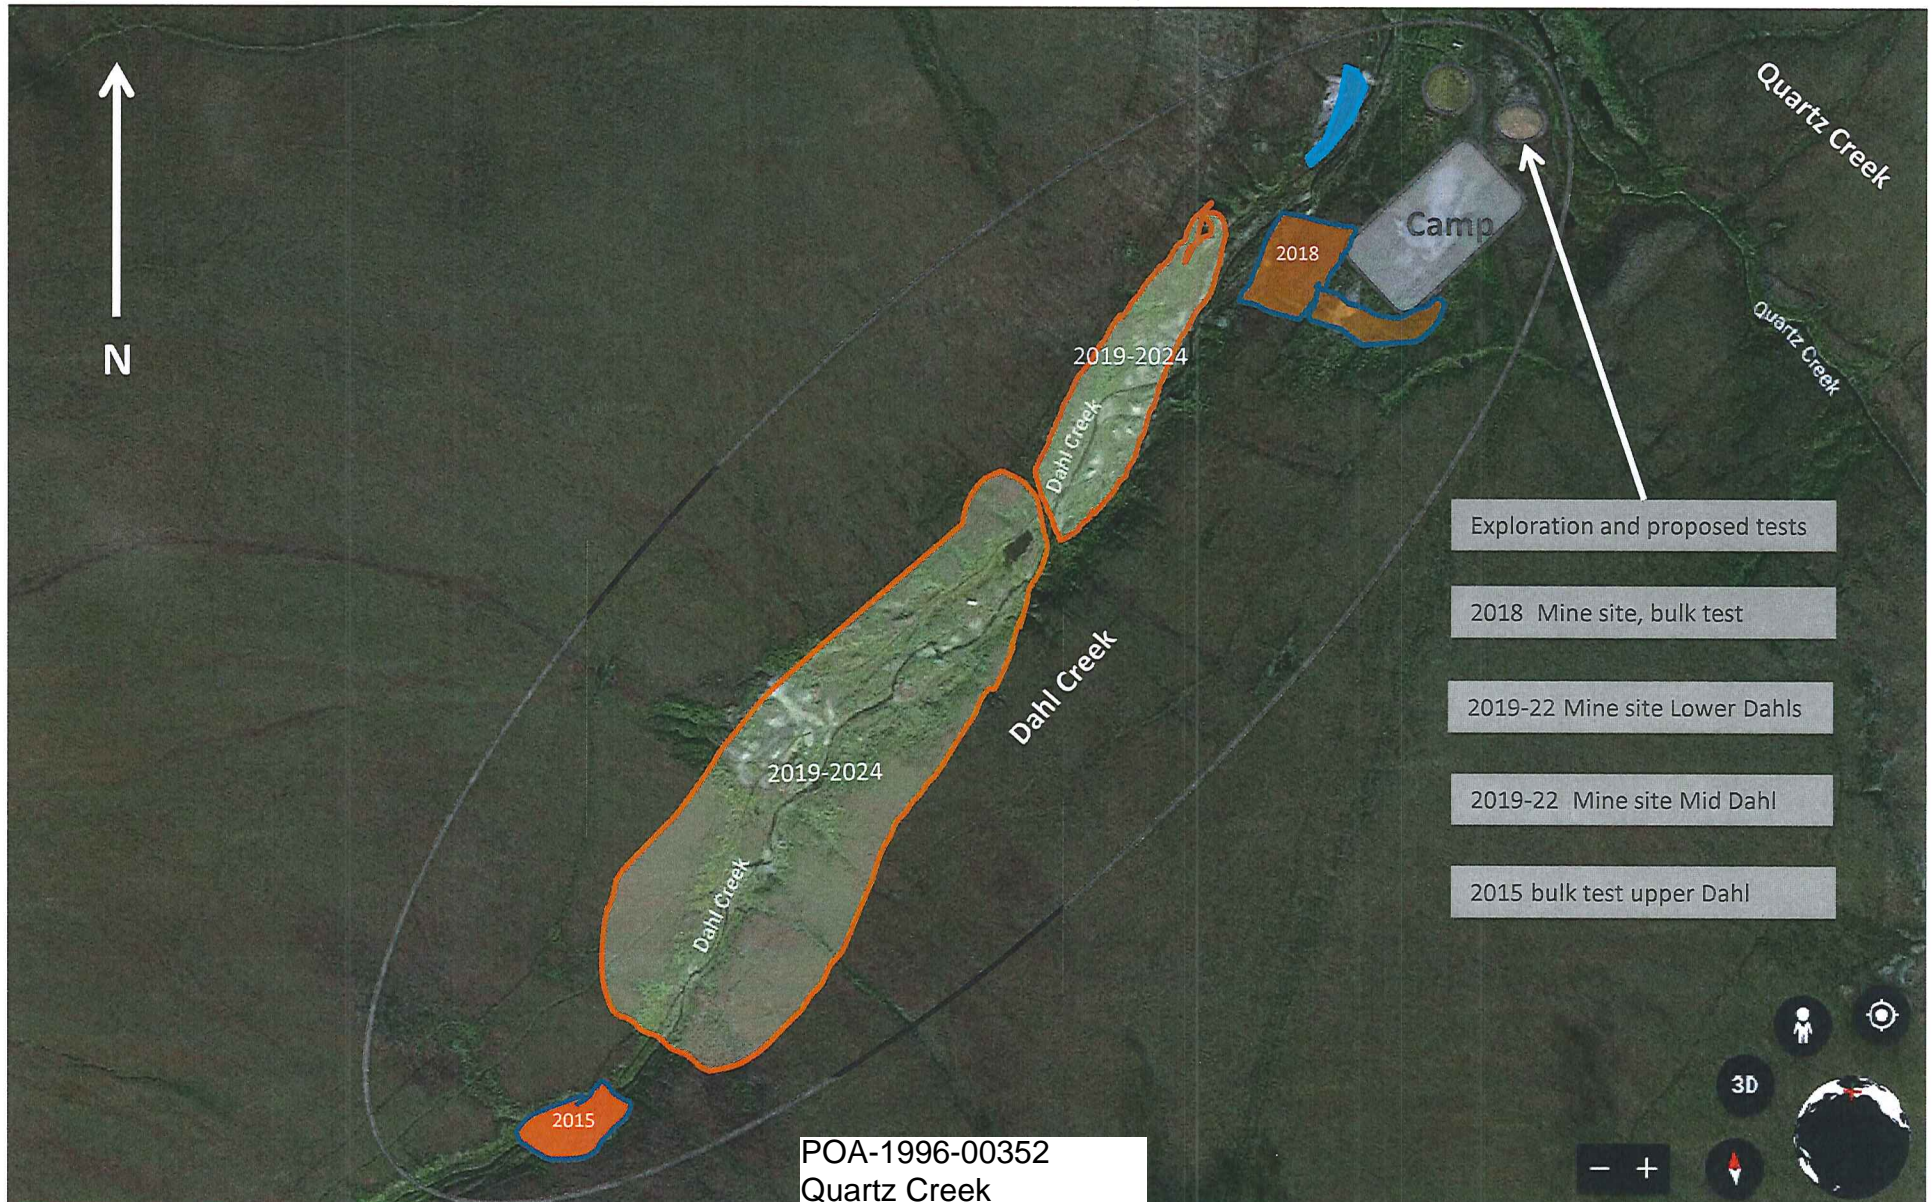 Quartz Creek
N
Camp
2018
2019-2024
Quartz Creek
Dahl Creek
Exploration and proposed tests
2018 Mine site, bulk test
Dahl Creek
2019-22 Mine site Lower Dahls
2019-2024
2019-22 Mine site Mid Dahl
Dahl Creek
2015 bulk test upper Dahl
3D
2015
POA-1996-00352
Quartz Creek